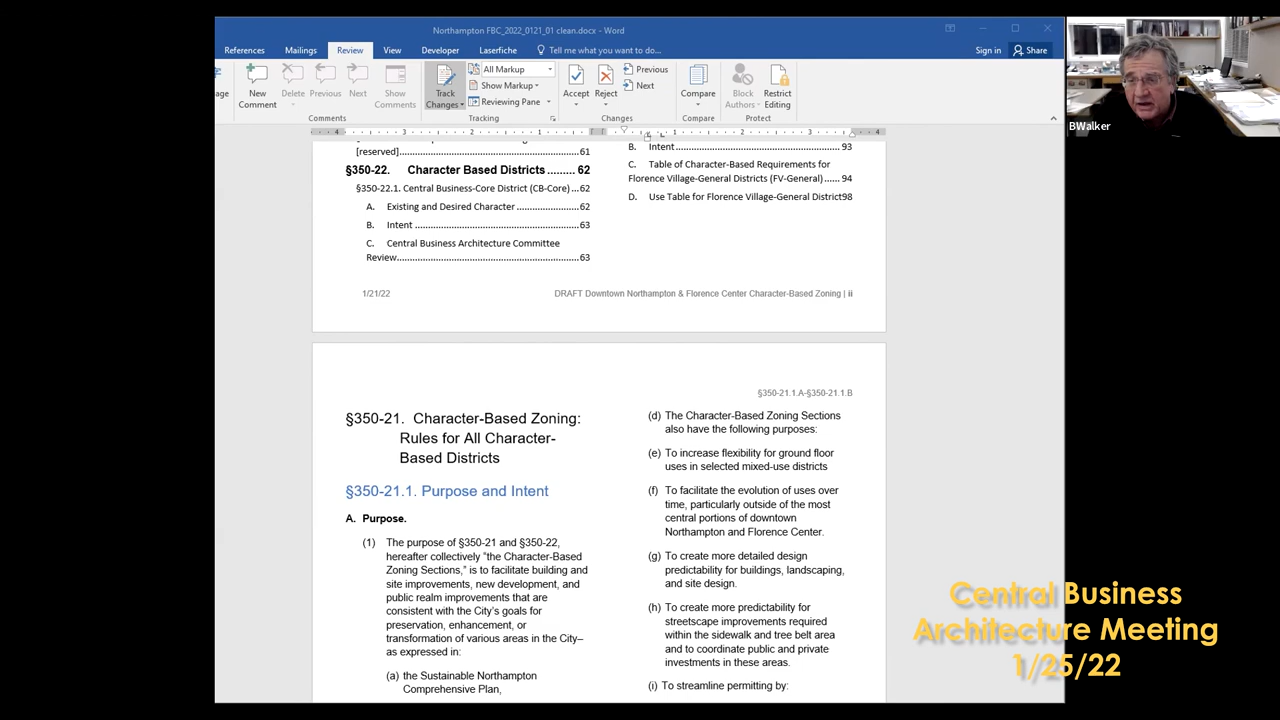 Northampton FBC_2022_0121_01 clean.docx - Word
References
Mailings
Review
View
Developer
Laserfiche
Tell me what you want to do...
Sign in
Share
New
Comment
Delete
Previous
Next
Show
Comments
Comments
Track
Changes
All Markup
Show Markup
Reviewing Pane
Tracking
Accept
Reject
Previous
Next
Changes
Compare
Compare
Block
Authors
Restrict
Editing
Protect
BWalker
[reserved]............................................................61
§350-22. Character Based Districts ......... 62
§350-22.1. Central Business-Core District (CB-Core) ...62
A. Existing and Desired Character .....................62
B. Intent .......................................................63
C. Central Business Architecture Committee
Review.............................................................63
B. Intent .......................................................93
C. Table of Character-Based Requirements for
Florence Village-General Districts (FV-General) ...... 94
D. Use Table for Florence Village-General District98
1/21/22
DRAFT Downtown Northampton & Florence Center Character-Based Zoning | ii
§350-21.1.A-§350-21.1.B
§350-21. Character-Based Zoning:
Rules for All Character-
Based Districts
§350-21.1. Purpose and Intent
A. Purpose.
(1) The purpose of §350-21 and §350-22,
hereafter collectively “the Character-Based
Zoning Sections,” is to facilitate building and
site improvements, new development, and
public realm improvements that are
consistent with the City’s goals for
preservation, enhancement, or
transformation of various areas in the City–
as expressed in:
(a) the Sustainable Northampton
Comprehensive Plan,
(d) The Character-Based Zoning Sections
also have the following purposes:
(e) To increase flexibility for ground floor
uses in selected mixed-use districts
(f) To facilitate the evolution of uses over
time, particularly outside of the most
central portions of downtown
Northampton and Florence Center.
(g) To create more detailed design
predictability for buildings, landscaping,
and site design.
(h) To create more predictability for
streetscape improvements required
within the sidewalk and tree belt area
and to coordinate public and private
investments in these areas.
(i) To streamline permitting by:
Central Business
Architecture Meeting
1/25/22